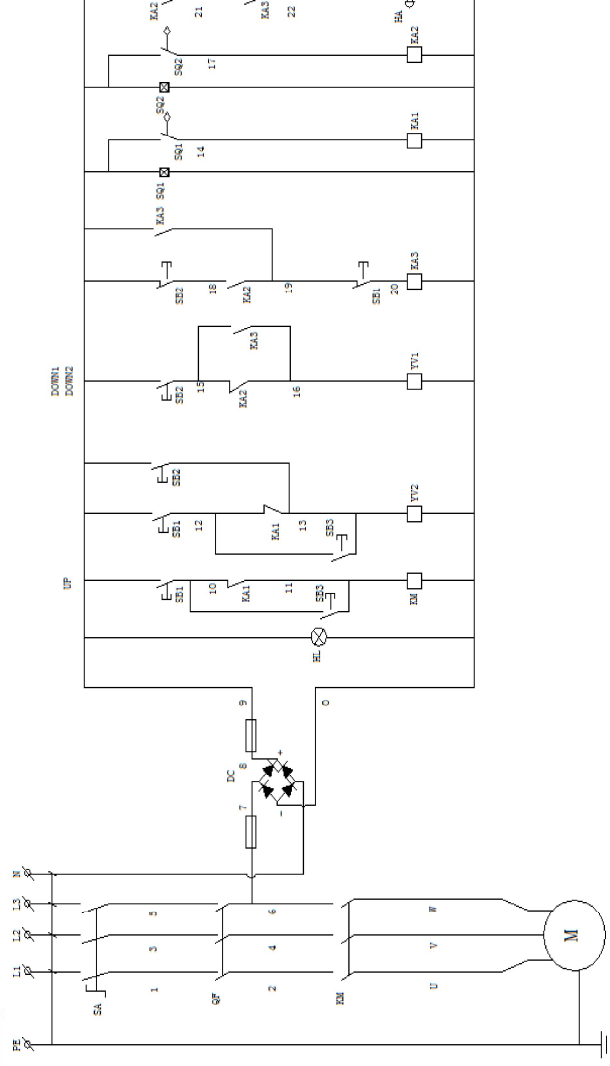 PE
L1
L2
L3
N
SA
1
3
5
QF
2
4
6
KM
U
V
W
M
7
DC
8
9
-
+
0
HL
UP
SB1
10
KA1
11
SB3
KM
SB1
12
KA1
13
SB3
YV2
SB2
DOWN1
DOWN2
SB2
15
KA2
KA3
16
YV1
SB2
18
KA2
19
SB1
20
KA3
KA3
SQ1
SQ1
14
KA1
SQ2
SQ2
17
KA2
KA2
21
KA3
22
HA